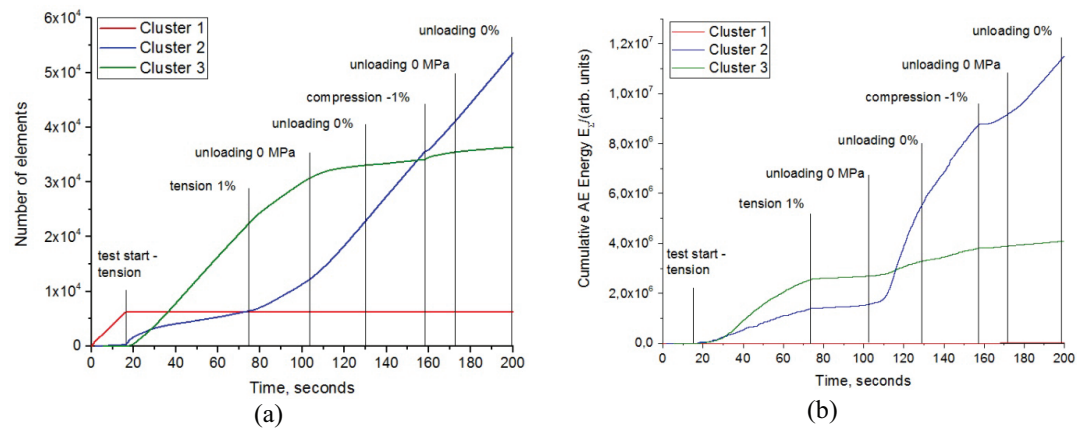 6x10⁴
5x10⁴
4x10⁴
3x10⁴
2x10⁴
1x10⁴
0
Number of elements
Cluster 1
Cluster 2
Cluster 3
test start -
tension
tension 1%
unloading 0 MPa
unloading 0%
compression -1%
unloading 0 MPa
unloading 0%
0 20 40 60 80 100 120 140 160 180 200
Time, seconds
(a)
1,2x10⁷
1,0x10⁷
8,0x10⁶
6,0x10⁶
4,0x10⁶
2,0x10⁶
0,0
Cumulative AE Energy E_Σ/(arb. units)
Cluster 1
Cluster 2
Cluster 3
test start -
tension
tension 1%
unloading 0 MPa
unloading 0%
compression -1%
unloading 0 MPa
unloading 0%
0 20 40 60 80 100 120 140 160 180 200
Time, seconds
(b)